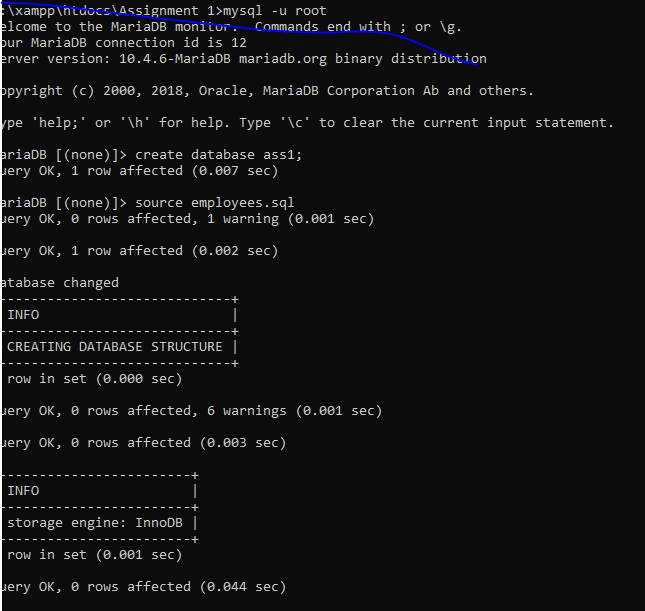 :\xampp\htdocs\Assignment 1>mysql -u root
elcome to the MariaDB monitor.  Commands end with ; or \g.
our MariaDB connection id is 12
erver version: 10.4.6-MariaDB mariadb.org binary distribution
opyright (c) 2000, 2018, Oracle, MariaDB Corporation Ab and others.
ype 'help;' or '\h' for help. Type '\c' to clear the current input statement.
ariaDB [(none)]> create database ass1;
uery OK, 1 row affected (0.007 sec)
ariaDB [(none)]> source employees.sql
uery OK, 0 rows affected, 1 warning (0.001 sec)
uery OK, 1 row affected (0.002 sec)
atabase changed
-----------------------------+
INFO                        |
-----------------------------+
CREATING DATABASE STRUCTURE |
-----------------------------+
row in set (0.000 sec)
uery OK, 0 rows affected, 6 warnings (0.001 sec)
uery OK, 0 rows affected (0.003 sec)
------------------------+
INFO                   |
------------------------+
storage engine: InnoDB |
------------------------+
row in set (0.001 sec)
uery OK, 0 rows affected (0.044 sec)